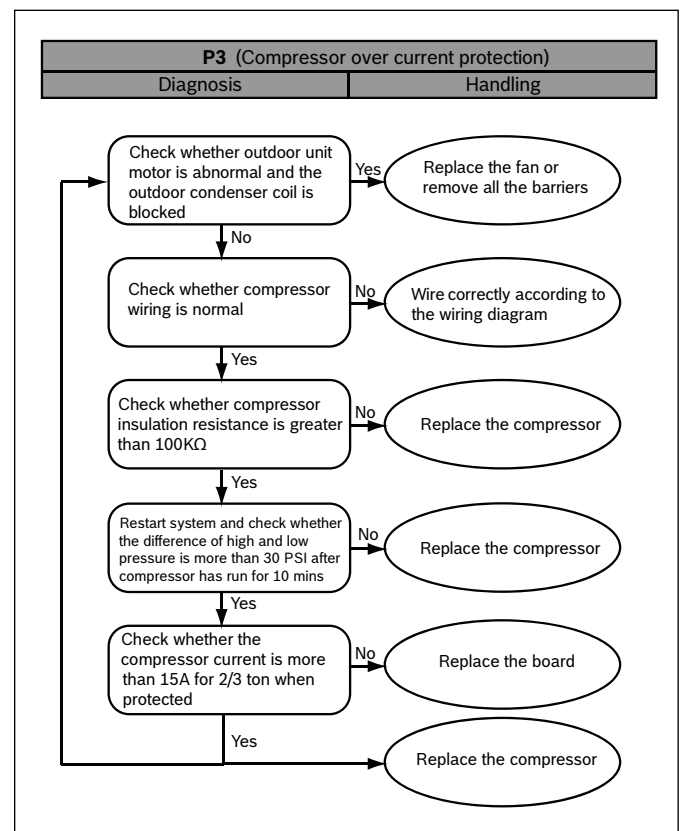 P3 (Compressor over current protection)
Diagnosis
Handling
Check whether outdoor unit
motor is abnormal and the
outdoor condenser coil is
blocked
Yes
Replace the fan or
remove all the barriers
No
Check whether compressor
wiring is normal
No
Wire correctly according to
the wiring diagram
Yes
Check whether compressor
insulation resistance is greater
than 100KΩ
No
Replace the compressor
Yes
Restart system and check whether
the difference of high and low
pressure is more than 30 PSI after
compressor has run for 10 mins
No
Replace the compressor
Yes
Check whether the
compressor current is more
than 15A for 2/3 ton when
protected
No
Replace the board
Yes
Replace the compressor